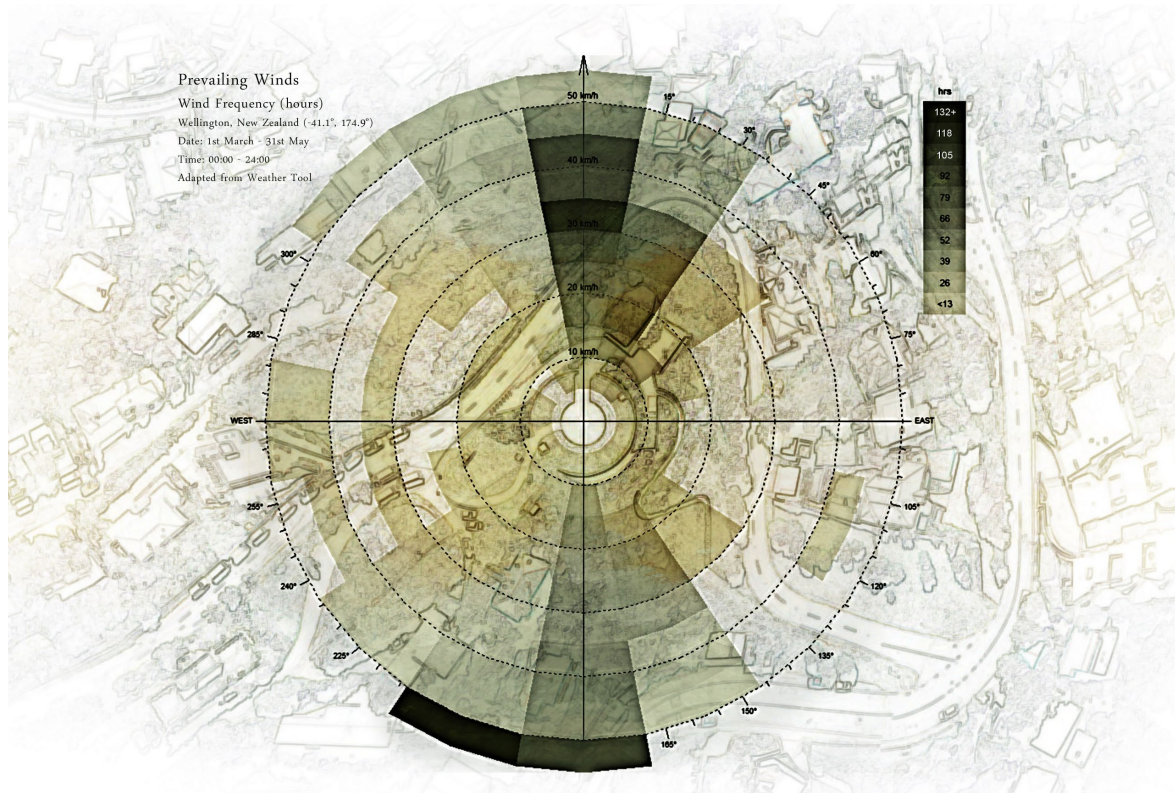 Prevailing Winds
Wind Frequency (hours)
Wellington, New Zealand (-41.1°, 174.9°)
Date: 1st March - 31st May
Time: 00:00 - 24:00
Adapted from Weather Tool
hrs
132+
118
105
92
79
66
52
39
26
<13
50 km/h
40 km/h
30 km/h
20 km/h
10 km/h
15°
30°
45°
60°
75°
EAST
105°
120°
135°
150°
165°
225°
240°
255°
WEST
285°
300°